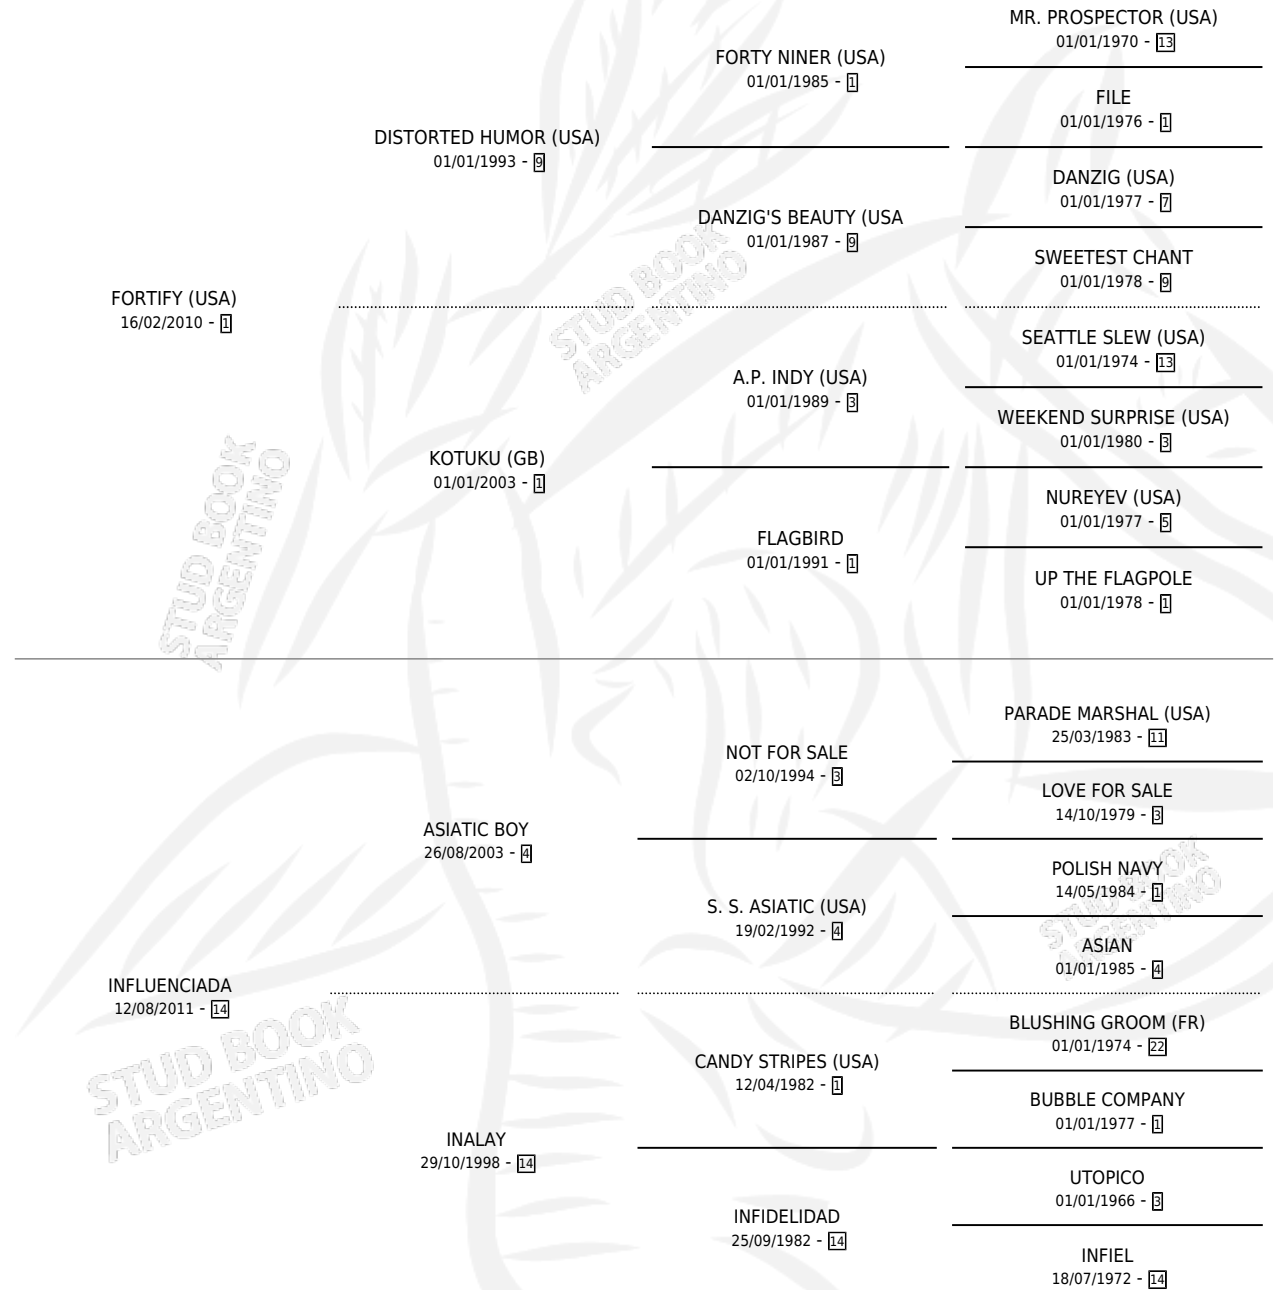 MR. PROSPECTOR (USA)
01/01/1970 - 13
FORTY NINER (USA)
01/01/1985 - 1
FILE
01/01/1976 - 1
DISTORTED HUMOR (USA)
01/01/1993 - 9
DANZIG (USA)
01/01/1977 - 7
DANZIG'S BEAUTY (USA
01/01/1987 - 9
SWEETEST CHANT
01/01/1978 - 9
FORTIFY (USA)
16/02/2010 - 1
STUD BOOK
ARGENTINO
SEATTLE SLEW (USA)
01/01/1974 - 13
A.P. INDY (USA)
01/01/1989 - 3
WEEKEND SURPRISE (USA)
01/01/1980 - 3
KOTUKU (GB)
01/01/2003 - 1
NUREYEV (USA)
01/01/1977 - 5
FLAGBIRD
01/01/1991 - 1
UP THE FLAGPOLE
01/01/1978 - 1
STUD BOOK
ARGENTINO
PARADE MARSHAL (USA)
25/03/1983 - 11
NOT FOR SALE
02/10/1994 - 3
LOVE FOR SALE
14/10/1979 - 3
ASIATIC BOY
26/08/2003 - 4
POLISH NAVY
14/05/1984 - 1
S. S. ASIATIC (USA)
19/02/1992 - 4
STUD BOOK
ARGENTINO
ASIAN
01/01/1985 - 4
INFLUENCIADA
12/08/2011 - 14
BLUSHING GROOM (FR)
01/01/1974 - 22
STUD BOOK
ARGENTINO
CANDY STRIPES (USA)
12/04/1982 - 1
BUBBLE COMPANY
01/01/1977 - 1
INALAY
29/10/1998 - 14
UTOPICO
01/01/1966 - 3
INFIDELIDAD
25/09/1982 - 14
INFIEL
18/07/1972 - 14